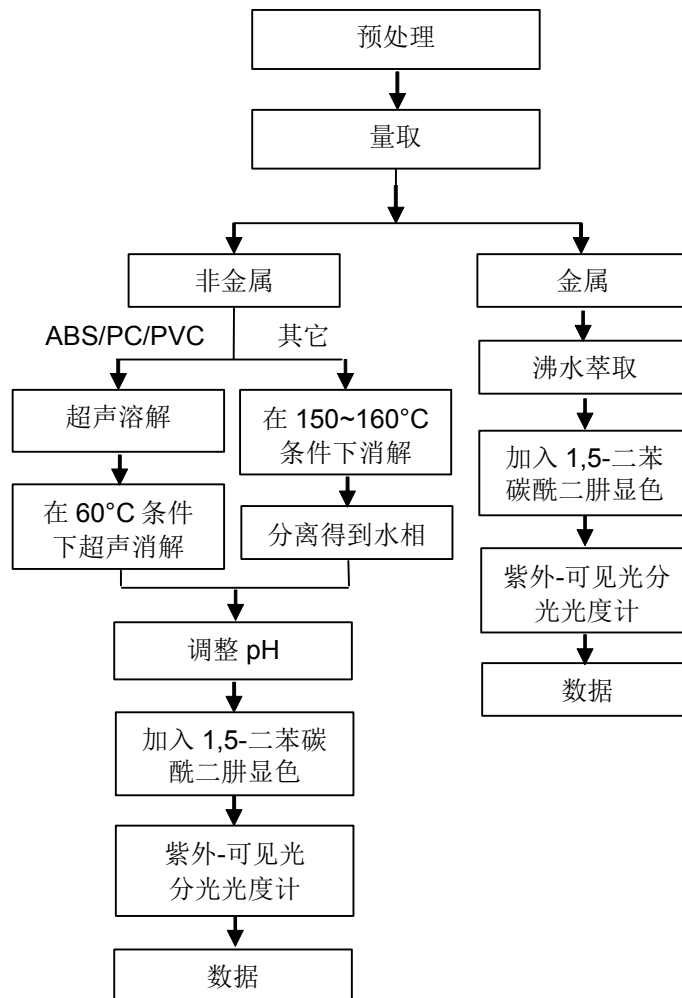 预处理
量取
非金属
金属
ABS/PC/PVC
其它
超声溶解
在 150~160°C
条件下消解
在 60°C 条件
下超声消解
分离得到水相
调整 pH
加入 1,5-二苯碳
酰二肼显色
紫外-可见光
分光光度计
数据
沸水萃取
加入 1,5-二苯
碳酰二肼显色
紫外-可见光分
光光度计
数据